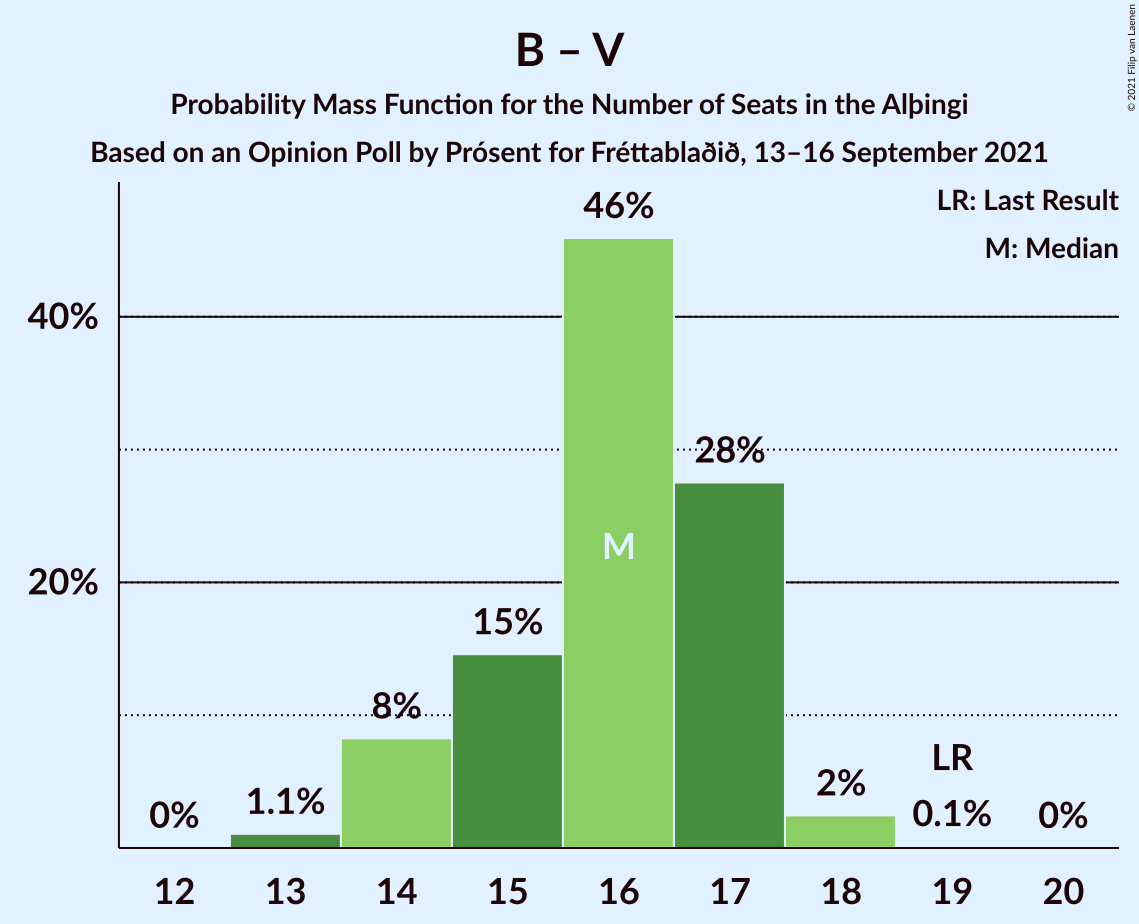 B – V
Probability Mass Function for the Number of Seats in the Alþingi
Based on an Opinion Poll by Prósent for Fréttablaðið, 13–16 September 2021
© 2021 Filip van Laenen
LR: Last Result
M: Median
46%
40%
28%
M
20%
15%
8%
LR
2%
1.1%
0%
0.1%
0%
12 13 14 15 16 17 18 19 20